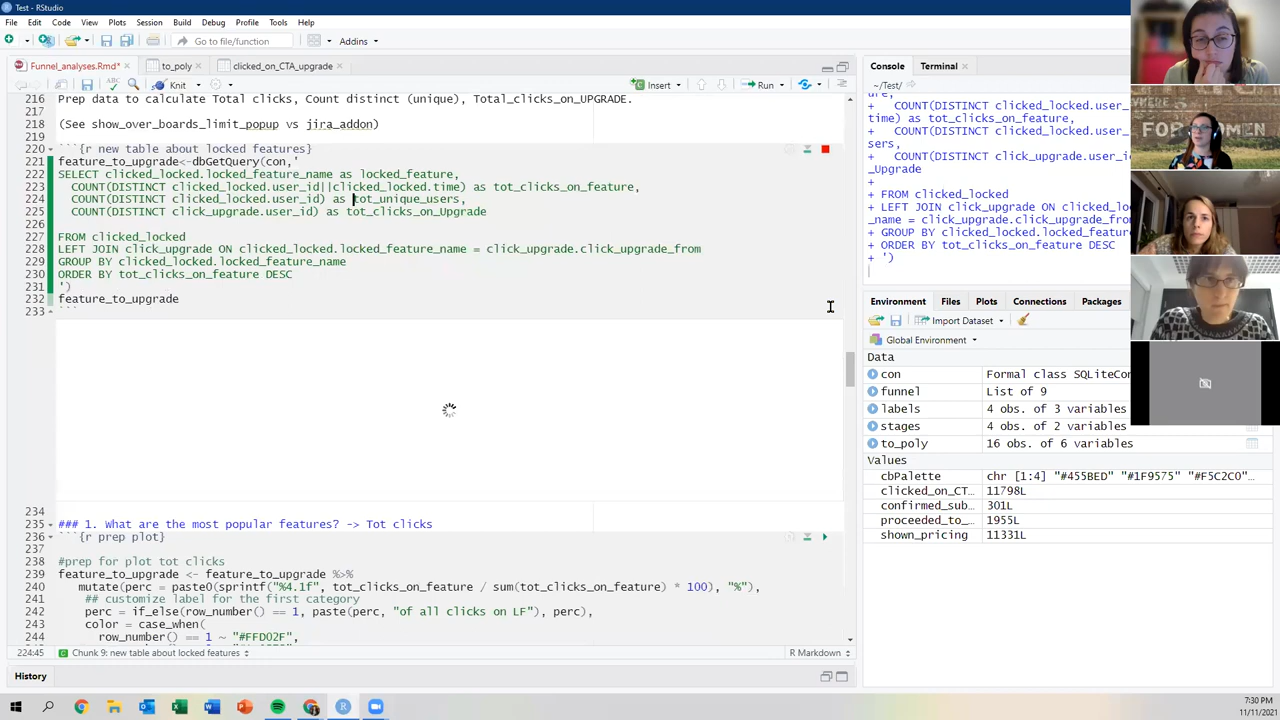 Test - RStudio
File Edit Code View Plots Session Build Debug Profile Tools Help
Go to file/function
Addins
Funnel_analyses.Rmd*
to_poly
clicked_on_CTA_upgrade
Knit
Insert
Run
216 Prep data to calculate Total clicks, Count distinct (unique), Total_clicks_on_UPGRADE.
217
218 (See show_over_boards_limit_popup vs jira_addon)
219
220 ```{r new table about locked features}
221 feature_to_upgrade<-dbGetQuery(con,'
222 SELECT clicked_locked.locked_feature_name as locked_feature,
223 COUNT(DISTINCT clicked_locked.user_id||clicked_locked.time) as tot_clicks_on_feature,
224 COUNT(DISTINCT clicked_locked.user_id) as tot_unique_users,
225 COUNT(DISTINCT click_upgrade.user_id) as tot_clicks_on_Upgrade
226
227 FROM clicked_locked
228 LEFT JOIN click_upgrade ON clicked_locked.locked_feature_name = click_upgrade.click_upgrade_from
229 GROUP BY clicked_locked.locked_feature_name
230 ORDER BY tot_clicks_on_feature DESC
231 ')
232 feature_to_upgrade
233 ```
234
235 ### 1. what are the most popular features? -> Tot clicks
236 ```{r prep plot}
237
#prep for plot tot clicks
238 feature_to_upgrade <- feature_to_upgrade %>%
240 mutate(perc = paste0(sprintf("%4.1f", tot_clicks_on_feature / sum(tot_clicks_on_feature) * 100), "%"),
241 ## customize label for the first category
242 perc = if_else(row_number() == 1, paste(perc, "of all clicks on LF"), perc),
243 color = case_when(
244 row_number() == 1 ~ "#FFD02F",
224:45
Chunk 9: new table about locked features
R Markdown
History
Console Terminal
~/Test/
ure,
+ COUNT(DISTINCT clicked_locked.user_
time) as tot_clicks_on_feature,
+ COUNT(DISTINCT clicked_locked.user_
sers,
+ COUNT(DISTINCT click_upgrade.user_i
_Upgrade
+
+ FROM clicked_locked
+ LEFT JOIN click_upgrade ON clicked_lo
_name = click_upgrade.click_upgrade_fro
+ GROUP BY clicked_locked.locked_feature
+ ORDER BY tot_clicks_on_feature DESC
+ ')
Environment Files Plots Connections Packages
Import Dataset
Global Environment
Data
con Formal class SQLiteCon
funnel List of 9
labels 4 obs. of 3 variables
stages 4 obs. of 2 variables
to_poly 16 obs. of 6 variables
Values
cbPalette chr [1:4] "#455BED" "#1F9575" "#F5C2C0"…
clicked_on_CT… 11798L
confirmed_sub… 301L
proceeded_to_… 1955L
shown_pricing 11331L
FOR WOMEN
7:30 PM
11/11/2021